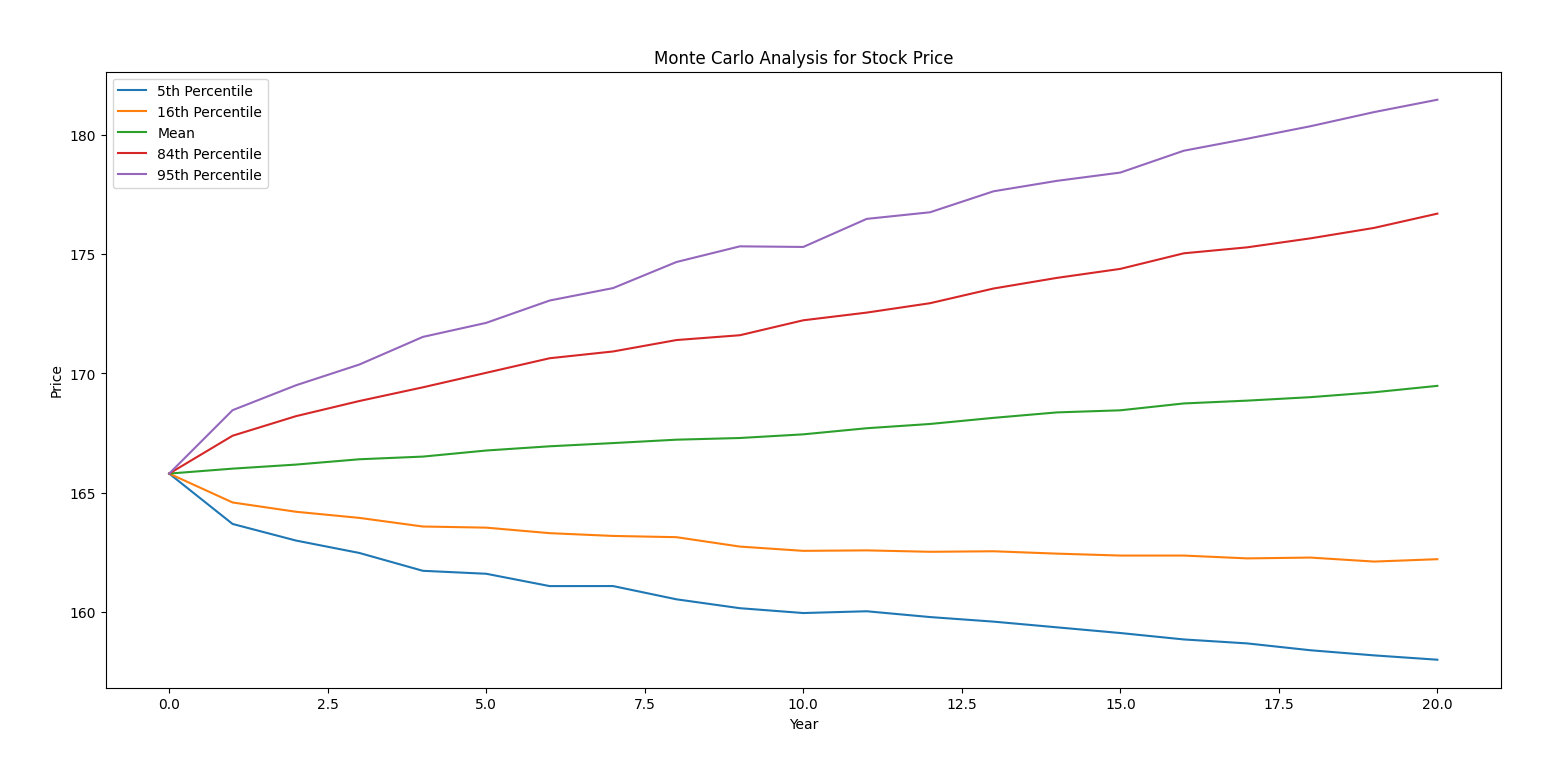 Monte Carlo Analysis for Stock Price
5th Percentile
16th Percentile
Mean
84th Percentile
95th Percentile
180
175
170
165
160
Price
0.0 2.5 5.0 7.5 10.0 12.5 15.0 17.5 20.0
Year